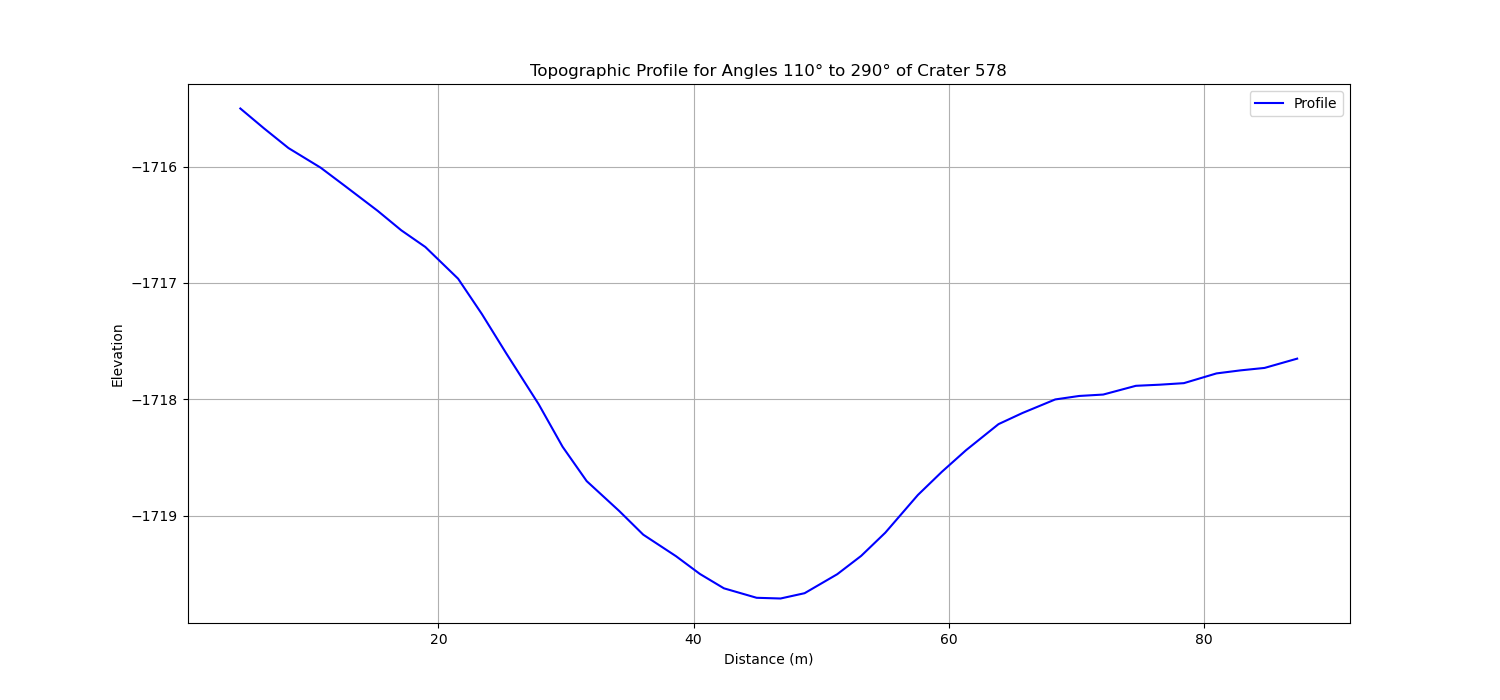 Topographic Profile for Angles 110° to 290° of Crater 578
Profile
−1716
−1717
−1718
−1719
Elevation
20
40
60
80
Distance (m)